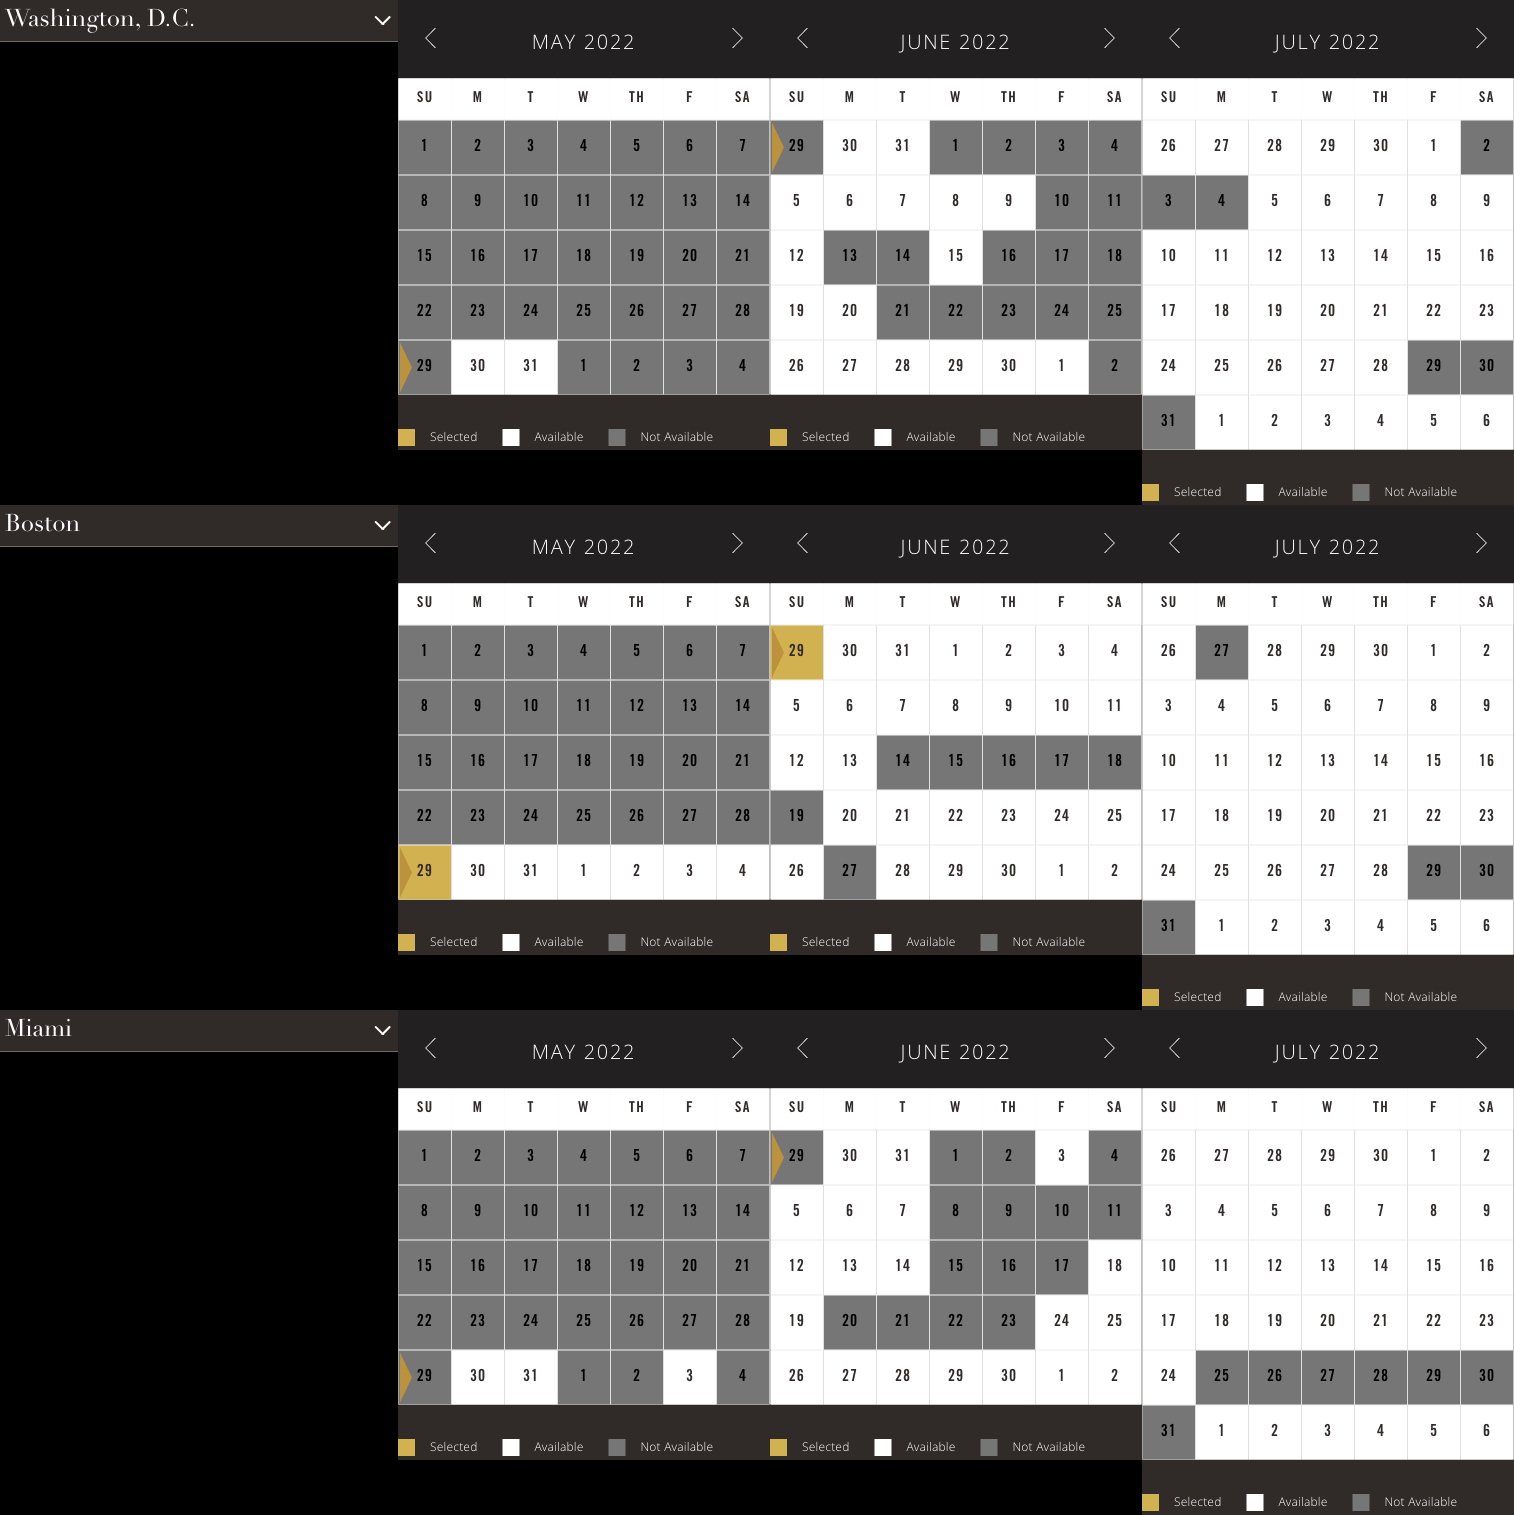 Washington, D.C.
MAY 2022
SU M T W TH F SA
1 2 3 4 5 6 7
8 9 10 11 12 13 14
15 16 17 18 19 20 21
22 23 24 25 26 27 28
29 30 31 1 2 3 4
Selected Available Not Available
JUNE 2022
SU M T W TH F SA
29 30 31 1 2 3 4
5 6 7 8 9 10 11
12 13 14 15 16 17 18
19 20 21 22 23 24 25
26 27 28 29 30 1 2
Selected Available Not Available
JULY 2022
SU M T W TH F SA
26 27 28 29 30 1 2
3 4 5 6 7 8 9
10 11 12 13 14 15 16
17 18 19 20 21 22 23
24 25 26 27 28 29 30
31 1 2 3 4 5 6
Selected Available Not Available
Boston
MAY 2022
SU M T W TH F SA
1 2 3 4 5 6 7
8 9 10 11 12 13 14
15 16 17 18 19 20 21
22 23 24 25 26 27 28
29 30 31 1 2 3 4
Selected Available Not Available
JUNE 2022
SU M T W TH F SA
29 30 31 1 2 3 4
5 6 7 8 9 10 11
12 13 14 15 16 17 18
19 20 21 22 23 24 25
26 27 28 29 30 1 2
Selected Available Not Available
JULY 2022
SU M T W TH F SA
26 27 28 29 30 1 2
3 4 5 6 7 8 9
10 11 12 13 14 15 16
17 18 19 20 21 22 23
24 25 26 27 28 29 30
31 1 2 3 4 5 6
Selected Available Not Available
Miami
MAY 2022
SU M T W TH F SA
1 2 3 4 5 6 7
8 9 10 11 12 13 14
15 16 17 18 19 20 21
22 23 24 25 26 27 28
29 30 31 1 2 3 4
Selected Available Not Available
JUNE 2022
SU M T W TH F SA
29 30 31 1 2 3 4
5 6 7 8 9 10 11
12 13 14 15 16 17 18
19 20 21 22 23 24 25
26 27 28 29 30 1 2
Selected Available Not Available
JULY 2022
SU M T W TH F SA
26 27 28 29 30 1 2
3 4 5 6 7 8 9
10 11 12 13 14 15 16
17 18 19 20 21 22 23
24 25 26 27 28 29 30
31 1 2 3 4 5 6
Selected Available Not Available